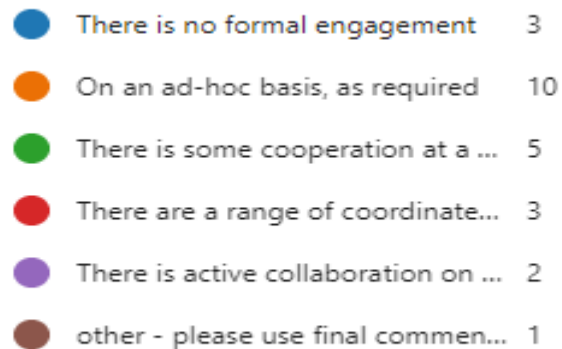 There is no formal engagement 3
On an ad-hoc basis, as required 10
There is some cooperation at a ... 5
There are a range of coordinate... 3
There is active collaboration on ... 2
other - please use final commen... 1